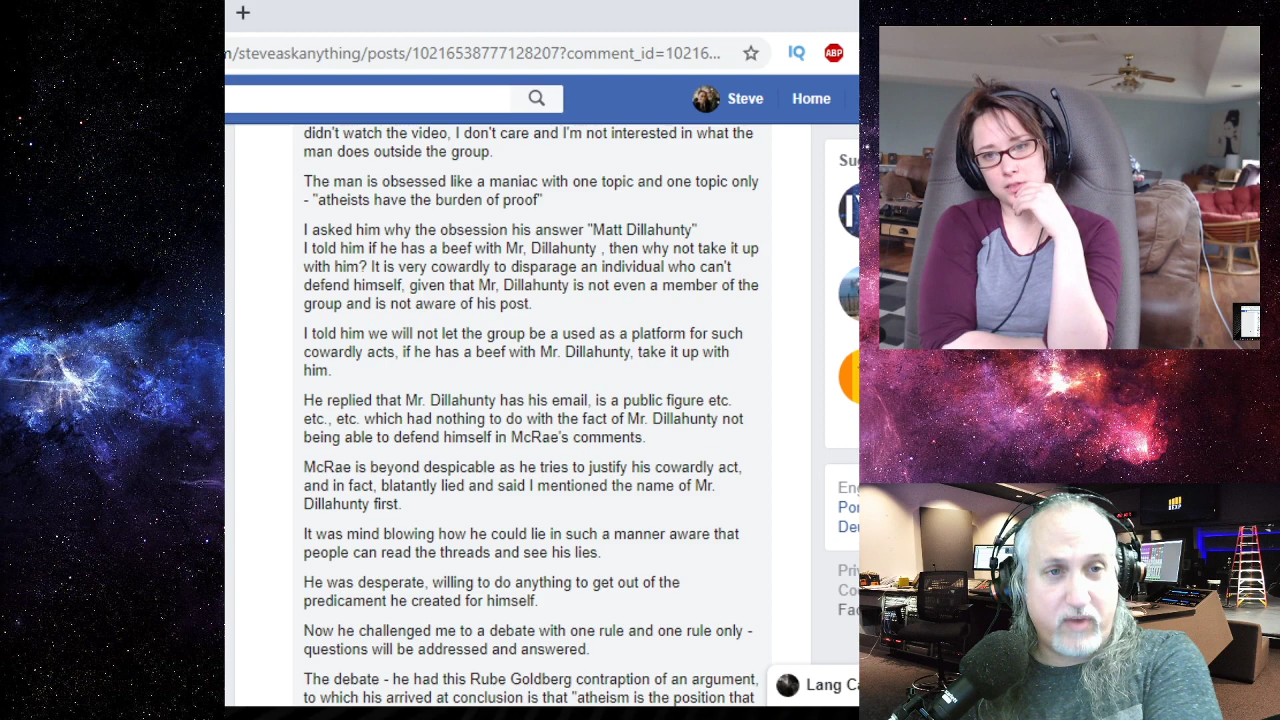 +
/steveaskanything/posts/10216538777128207?comment_id=10216...
IQ
ABP
Steve
Home
didn't watch the video, I don't care and I'm not interested in what the
man does outside the group.
The man is obsessed like a maniac with one topic and one topic only
- "atheists have the burden of proof"
I asked him why the obsession his answer "Matt Dillahunty"
I told him if he has a beef with Mr, Dillahunty , then why not take it up
with him? It is very cowardly to disparage an individual who can't
defend himself, given that Mr, Dillahunty is not even a member of the
group and is not aware of his post.
I told him we will not let the group be a used as a platform for such
cowardly acts, if he has a beef with Mr. Dillahunty, take it up with
him.
He replied that Mr. Dillahunty has his email, is a public figure etc.
etc., etc. which had nothing to do with the fact of Mr. Dillahunty not
being able to defend himself in McRae's comments.
McRae is beyond despicable as he tries to justify his cowardly act,
and in fact, blatantly lied and said I mentioned the name of Mr.
Dillahunty first.
It was mind blowing how he could lie in such a manner aware that
people can read the threads and see his lies.
He was desperate, willing to do anything to get out of the
predicament he created for himself.
Now he challenged me to a debate with one rule and one rule only -
questions will be addressed and answered.
The debate - he had this Rube Goldberg contraption of an argument,
to which his arrived at conclusion is that "atheism is the position that
Su
Eng
Por
Deu
Priv
Coo
Fac
Lang Ca